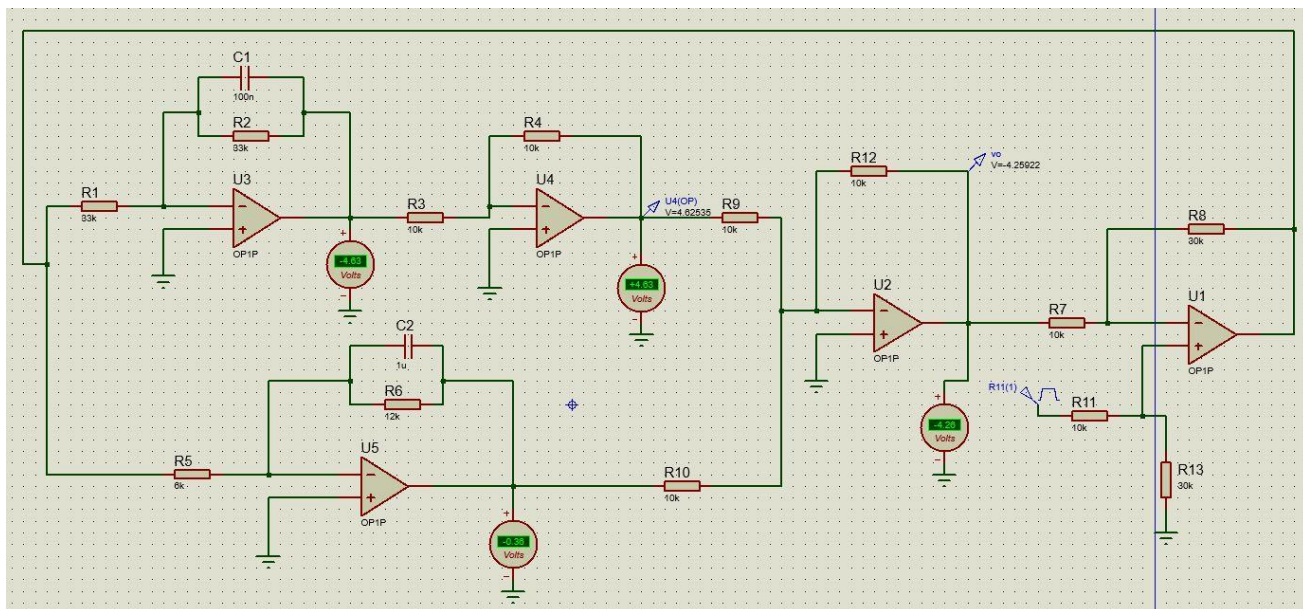 C1
100n
R2
33k
R1
33k
U3
OP1P
-4.63
Volts
R3
10k
R4
10k
U4
OP1P
U4(OP)
V=4.62535
+4.63
Volts
R9
10k
R12
10k
vo
V=-4.25922
U2
OP1P
-4.26
Volts
R7
10k
R8
30k
U1
OP1P
R11(1)
R11
10k
R13
30k
C2
1u
R6
12k
R5
6k
U5
OP1P
-0.36
Volts
R10
10k